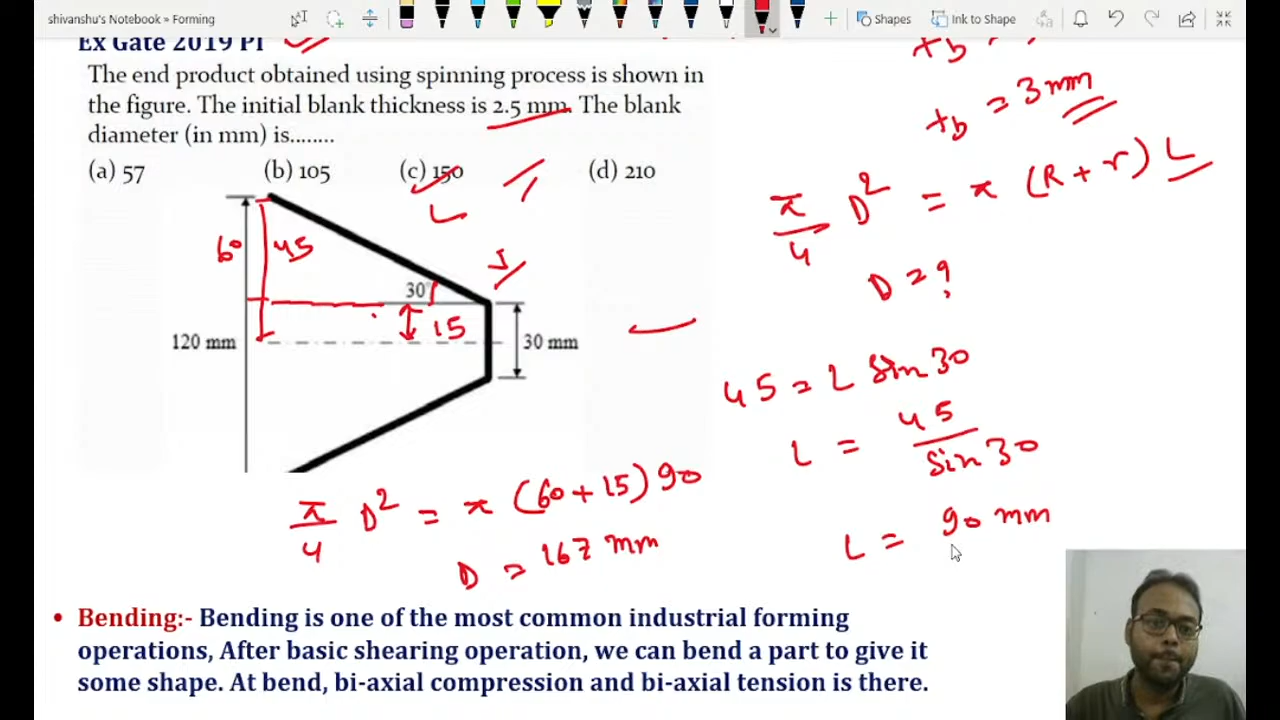 shivanshu's Notebook » Forming
Shapes
Ink to Shape
Ex Gate 2019 PI
The end product obtained using spinning process is shown in
the figure. The initial blank thickness is 2.5 mm. The blank
diameter (in mm) is........
(a) 57 (b) 105 (c) 150 (d) 210
t_b
t_b = 3mm
π/4 D² = π (R + r) L
D = ?
L
60
45
30°
15
120 mm
30 mm
45 = L Sin 30
L = 45/Sin 30
L = 90 mm
π/4 D² = π (60 + 15) 90
D = 167 mm
• Bending:- Bending is one of the most common industrial forming
operations, After basic shearing operation, we can bend a part to give it
some shape. At bend, bi-axial compression and bi-axial tension is there.